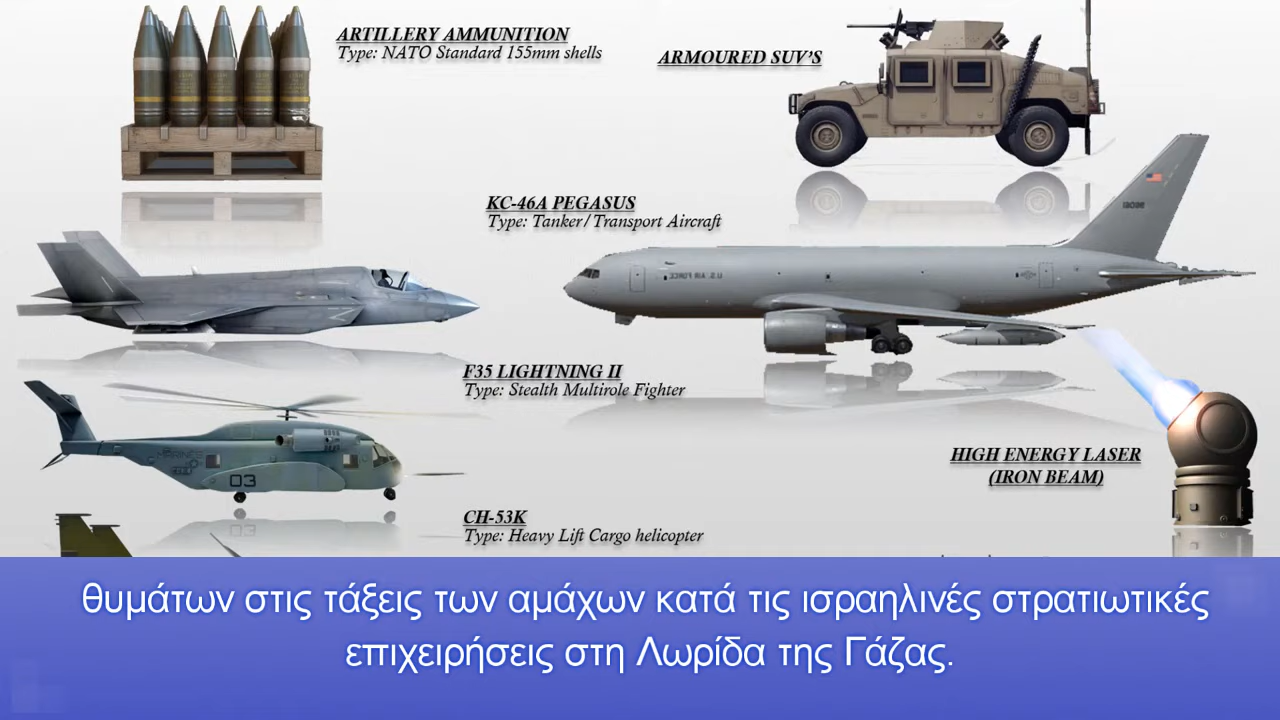 ARTILLERY AMMUNITION
Type: NATO Standard 155mm shells
ARMOURED SUV'S
KC-46A PEGASUS
Type: Tanker/Transport Aircraft
F35 LIGHTNING II
Type: Stealth Multirole Fighter
HIGH ENERGY LASER
(IRON BEAM)
MARINES
03
CH-53K
Type: Heavy Lift Cargo helicopter
θυμάτων στις τάξεις των αμάχων κατά τις ισραηλινές στρατιωτικές
επιχειρήσεις στη Λωρίδα της Γάζας.